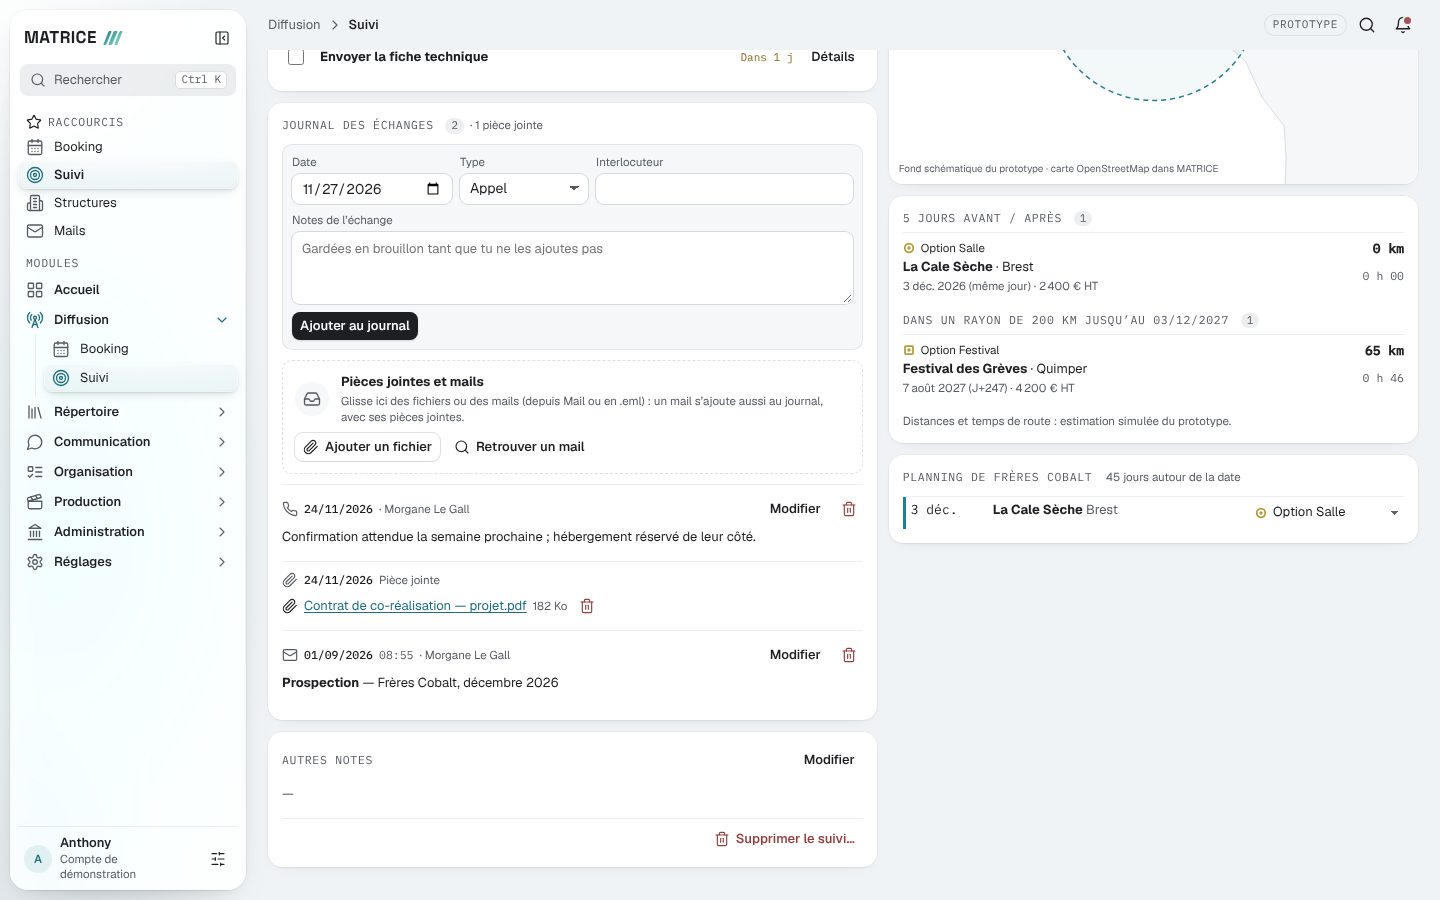 MATRICE
Rechercher
Ctrl K
RACCOURCIS
Booking
Suivi
Structures
Mails
MODULES
Accueil
Diffusion
Booking
Suivi
Répertoire
Communication
Organisation
Production
Administration
Réglages
A
Anthony
Compte de
démonstration
Diffusion
Suivi
PROTOTYPE
Envoyer la fiche technique
Dans 1 j
Détails
JOURNAL DES ÉCHANGES 2 · 1 pièce jointe
Date
Type
Interlocuteur
11/27/2026
Appel
Notes de l'échange
Gardées en brouillon tant que tu ne les ajoutes pas
Ajouter au journal
Pièces jointes et mails
Glisse ici des fichiers ou des mails (depuis Mail ou en .eml) : un mail s'ajoute aussi au journal,
avec ses pièces jointes.
Ajouter un fichier
Retrouver un mail
24/11/2026 · Morgane Le Gall
Modifier
Confirmation attendue la semaine prochaine ; hébergement réservé de leur côté.
24/11/2026 Pièce jointe
Contrat de co-réalisation — projet.pdf 182 Ko
01/09/2026 08:55 · Morgane Le Gall
Modifier
Prospection — Frères Cobalt, décembre 2026
AUTRES NOTES
Modifier
—
Supprimer le suivi…
Fond schématique du prototype · carte OpenStreetMap dans MATRICE
5 JOURS AVANT / APRÈS 1
Option Salle
0 km
La Cale Sèche · Brest
0 h 00
3 déc. 2026 (même jour) · 2 400 € HT
DANS UN RAYON DE 200 KM JUSQU'AU 03/12/2027 1
Option Festival
65 km
Festival des Grèves · Quimper
0 h 46
7 août 2027 (J+247) · 4 200 € HT
Distances et temps de route : estimation simulée du prototype.
PLANNING DE FRÈRES COBALT 45 jours autour de la date
3 déc.
La Cale Sèche Brest
Option Salle